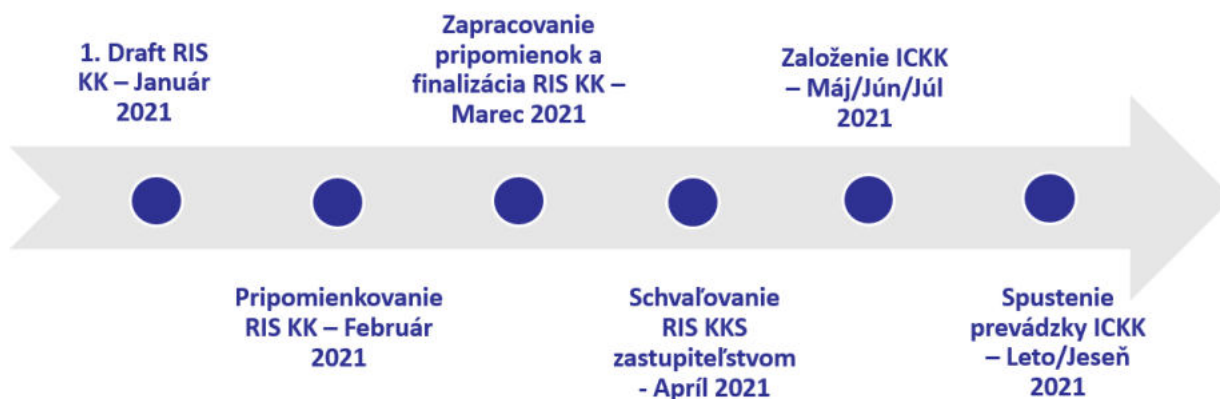 1. Draft RIS
KK – Január
2021
Pripomienkovanie
RIS KK – Február
2021
Zapracovanie
pripomienok a
finalizácia RIS KK –
Marec 2021
Schvaľovanie
RIS KKS
zastupiteľstvom
- Apríl 2021
Založenie ICKK
– Máj/Jún/Júl
2021
Spustenie
prevádzky ICKK
– Leto/Jeseň
2021